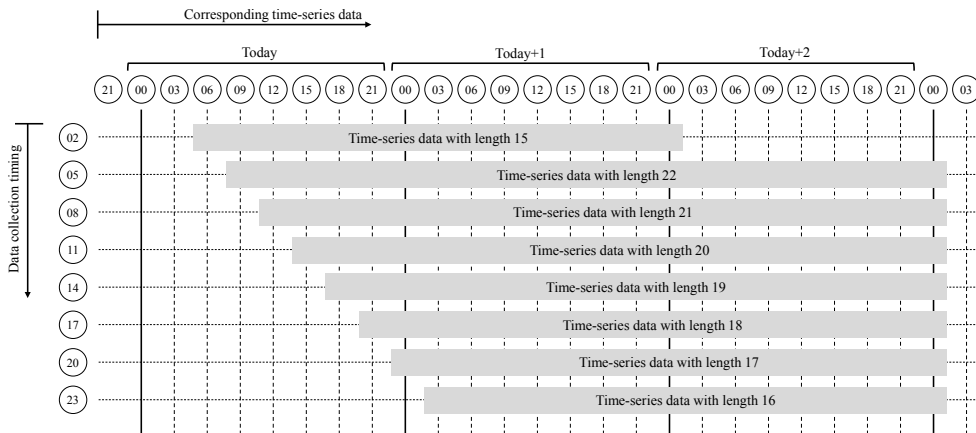 Corresponding time-series data
Today Today+1 Today+2
21 00 03 06 09 12 15 18 21 00 03 06 09 12 15 18 21 00 03 06 09 12 15 18 21 00 03
Data collection timing
02 Time-series data with length 15
05 Time-series data with length 22
08 Time-series data with length 21
11 Time-series data with length 20
14 Time-series data with length 19
17 Time-series data with length 18
20 Time-series data with length 17
23 Time-series data with length 16